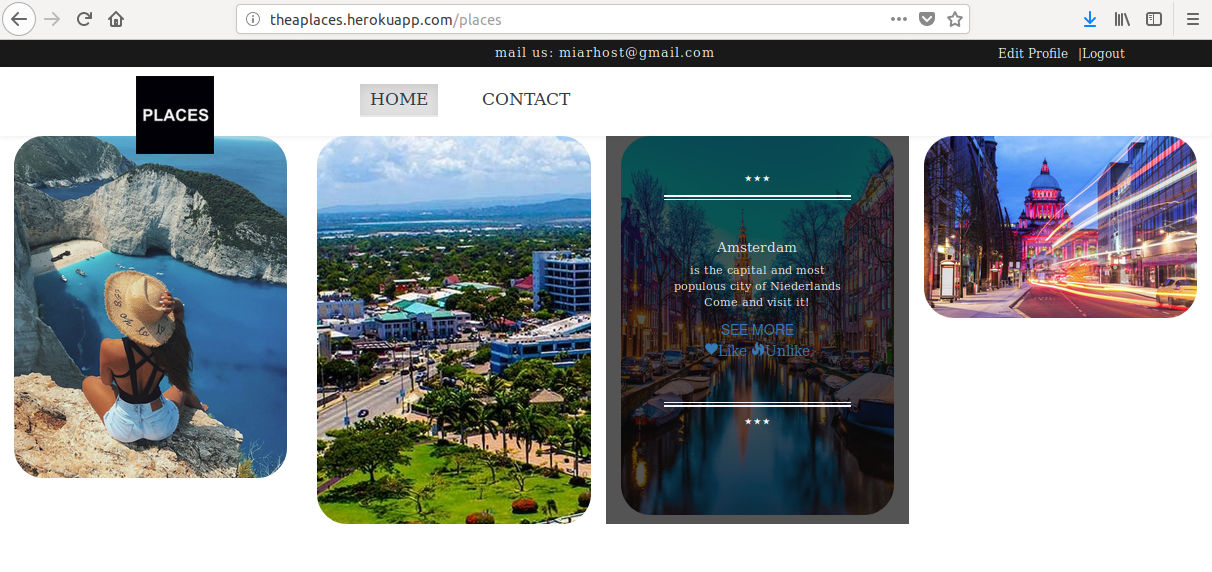 theaplaces.herokuapp.com/places
mail us: miarhost@gmail.com
Edit Profile |Logout
PLACES
HOME
CONTACT
★★★
Amsterdam
is the capital and most
populous city of Niederlands
Come and visit it!
SEE MORE
Like Unlike
★★★